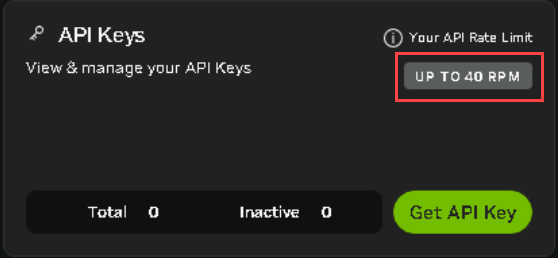 API Keys
Your API Rate Limit
View & manage your API Keys
UP TO 40 RPM
Total 0 Inactive 0
Get API Key